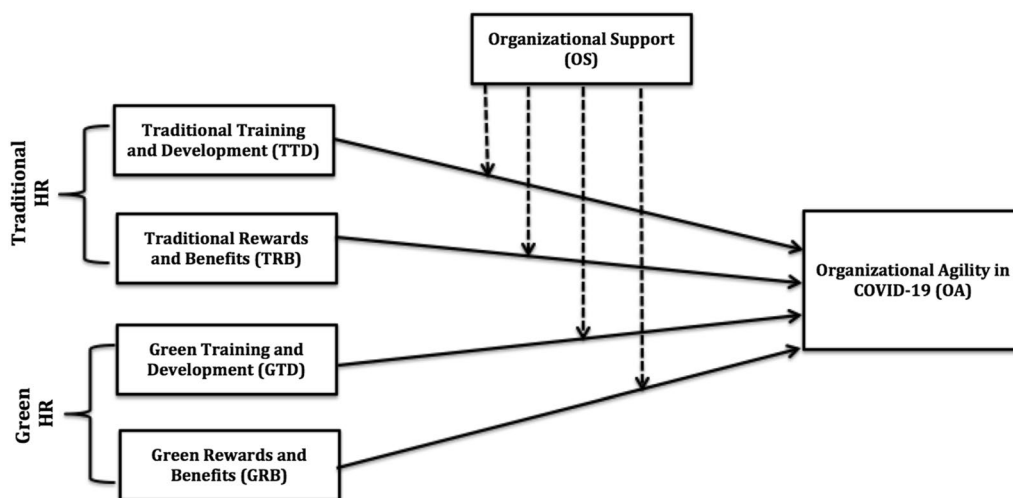 Organizational Support
(OS)
Traditional
HR
Traditional Training
and Development (TTD)
Traditional Rewards
and Benefits (TRB)
Organizational Agility in
COVID-19 (OA)
Green
HR
Green Training and
Development (GTD)
Green Rewards and
Benefits (GRB)